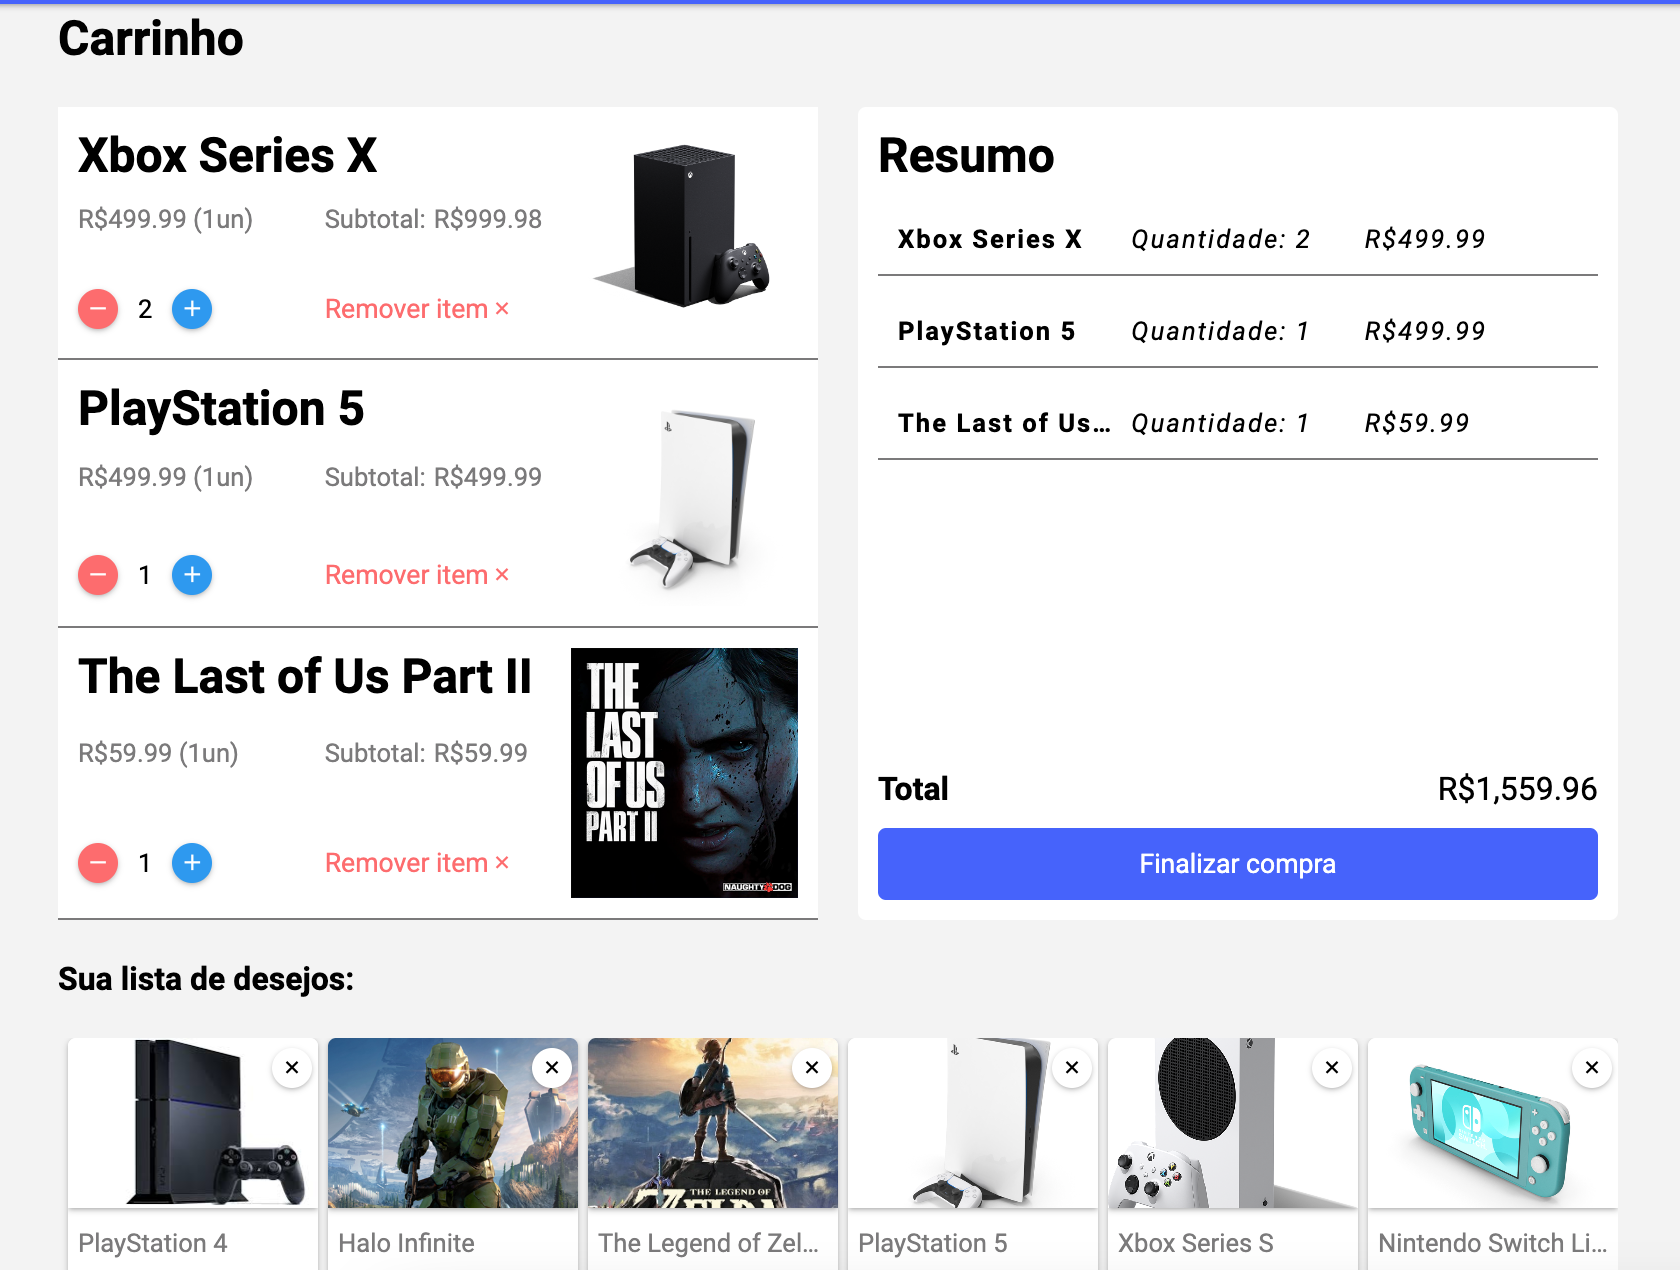 Carrinho
Xbox Series X
R$499.99 (1un)
Subtotal: R$999.98
2
Remover item ×
PlayStation 5
R$499.99 (1un)
Subtotal: R$499.99
1
Remover item ×
The Last of Us Part II
R$59.99 (1un)
Subtotal: R$59.99
1
Remover item ×
THE
LAST
OF US
PART II
NAUGHTY DOG
Resumo
Xbox Series X Quantidade: 2 R$499.99
PlayStation 5 Quantidade: 1 R$499.99
The Last of Us... Quantidade: 1 R$59.99
Total R$1,559.96
Finalizar compra
Sua lista de desejos:
THE LEGEND OF
ZELDA
PlayStation 4
Halo Infinite
The Legend of Zel...
PlayStation 5
Xbox Series S
Nintendo Switch Li...